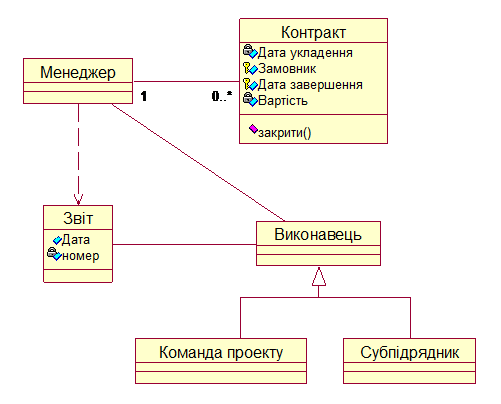 Контракт
Дата укладення
Замовник
Дата завершення
Вартість
закрити()
Менеджер
1
0..*
Звіт
Дата
номер
Виконавець
Команда проекту
Субпідрядник